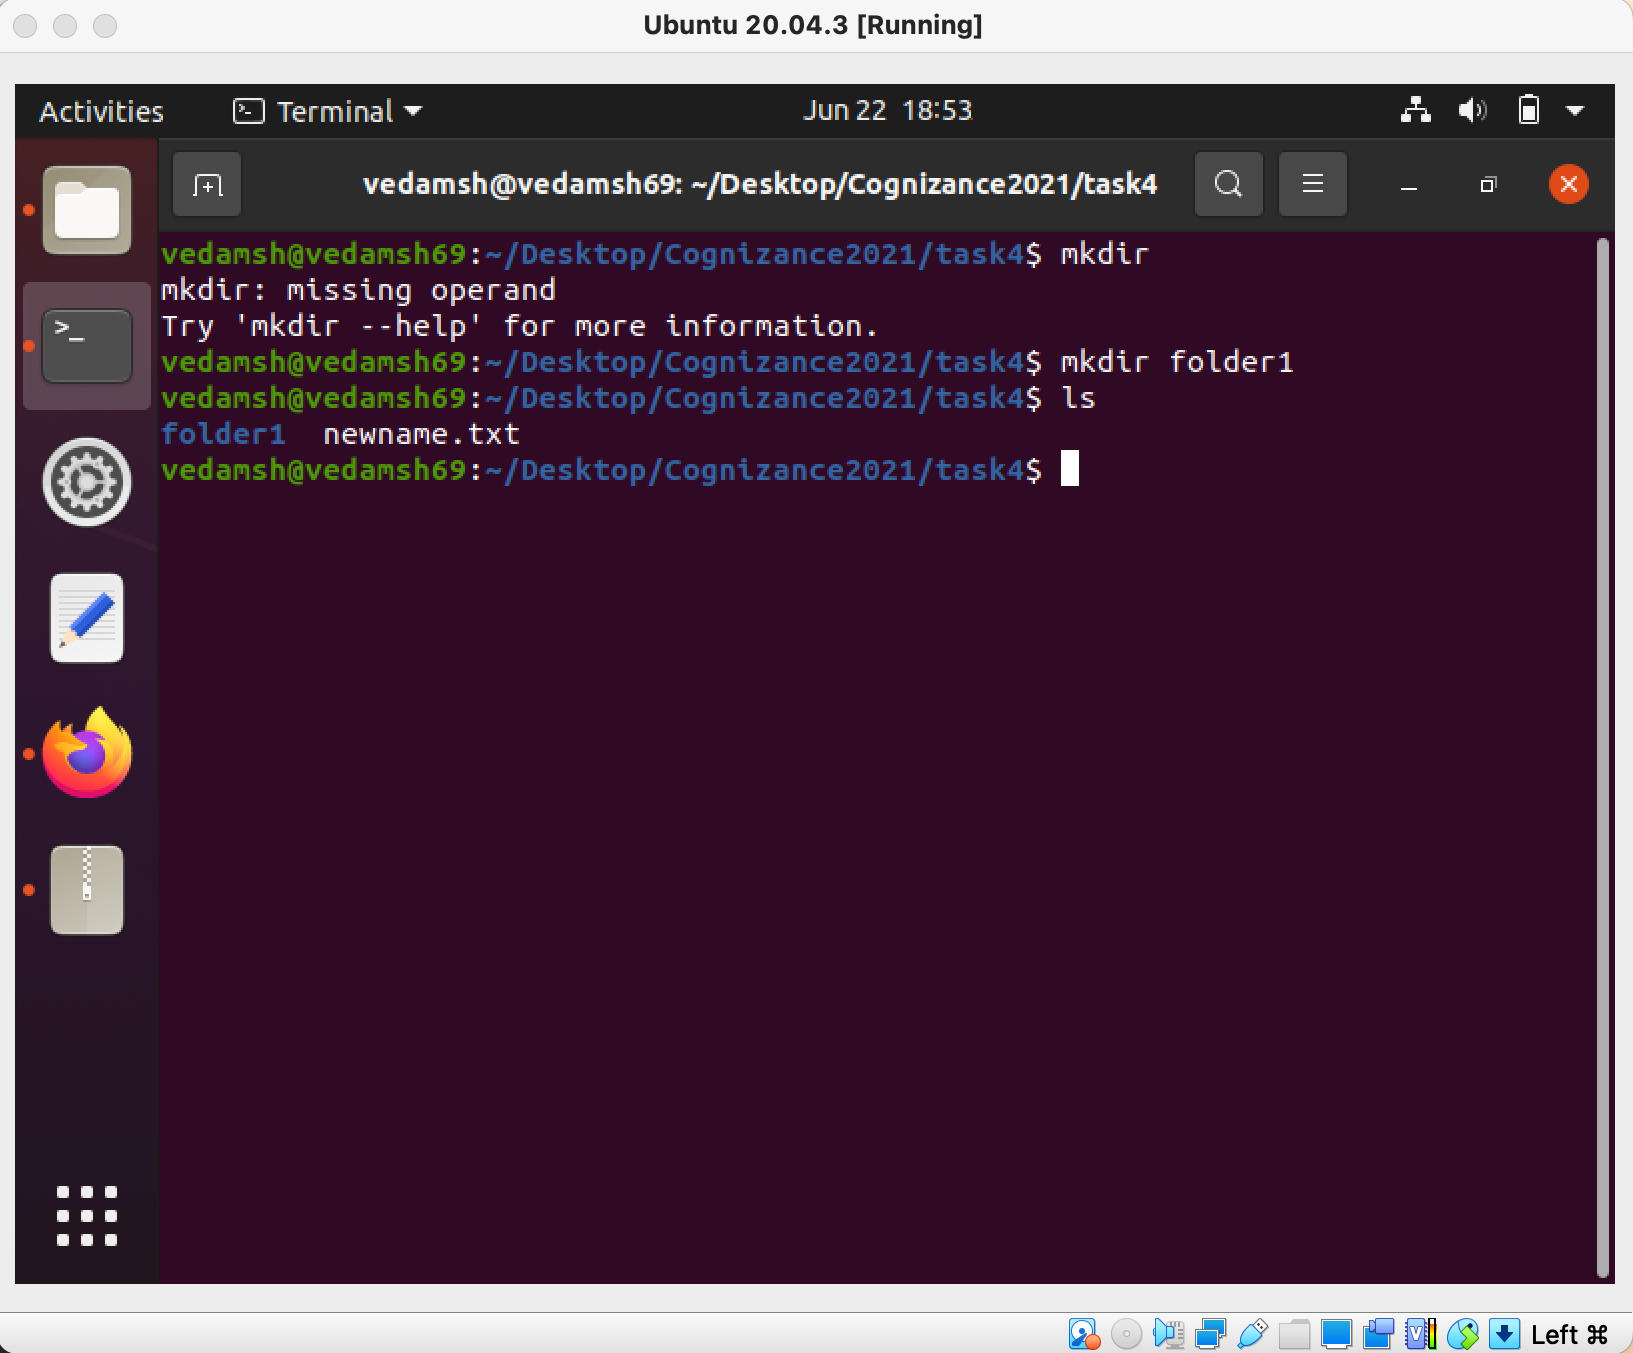 Ubuntu 20.04.3 [Running]
Activities Terminal Jun 22 18:53
vedamsh@vedamsh69: ~/Desktop/Cognizance2021/task4
vedamsh@vedamsh69:~/Desktop/Cognizance2021/task4$ mkdir
mkdir: missing operand
Try 'mkdir --help' for more information.
vedamsh@vedamsh69:~/Desktop/Cognizance2021/task4$ mkdir folder1
vedamsh@vedamsh69:~/Desktop/Cognizance2021/task4$ ls
folder1  newname.txt
vedamsh@vedamsh69:~/Desktop/Cognizance2021/task4$
Left ⌘